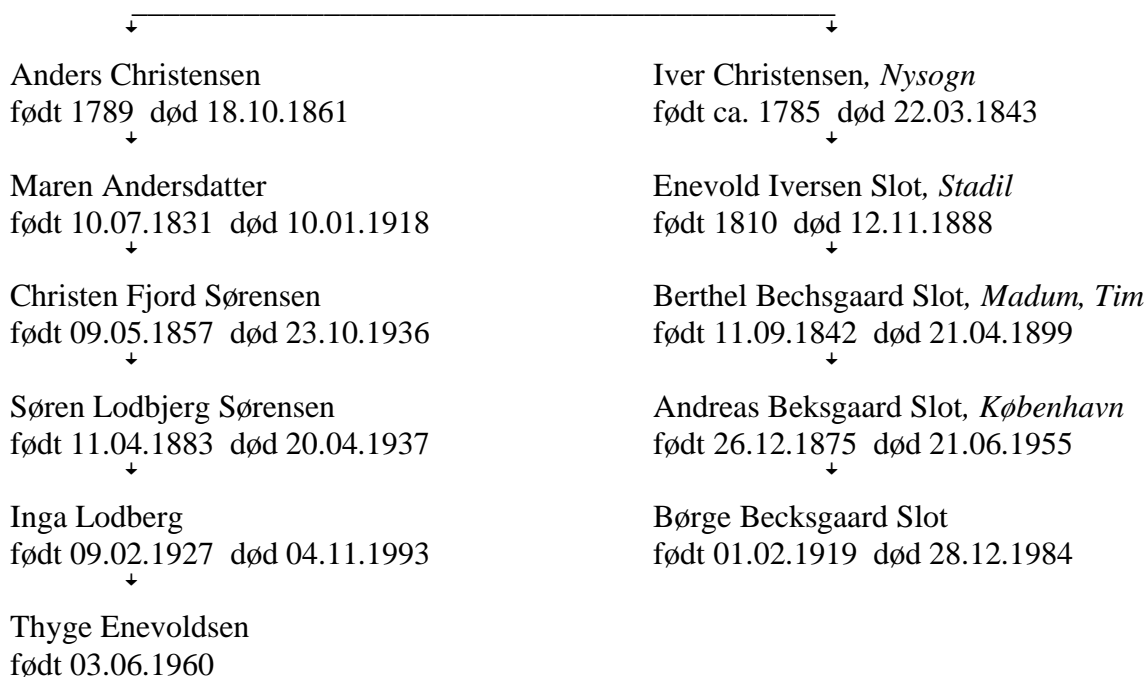 Anders Christensen
født 1789 død 18.10.1861
Maren Andersdatter
født 10.07.1831 død 10.01.1918
Christen Fjord Sørensen
født 09.05.1857 død 23.10.1936
Søren Lodbjerg Sørensen
født 11.04.1883 død 20.04.1937
Inga Lodberg
født 09.02.1927 død 04.11.1993
Thyge Enevoldsen
født 03.06.1960
Iver Christensen, Nysogn
født ca. 1785 død 22.03.1843
Enevold Iversen Slot, Stadil
født 1810 død 12.11.1888
Berthel Bechsgaard Slot, Madum, Tim
født 11.09.1842 død 21.04.1899
Andreas Beksgaard Slot, København
født 26.12.1875 død 21.06.1955
Børge Becksgaard Slot
født 01.02.1919 død 28.12.1984